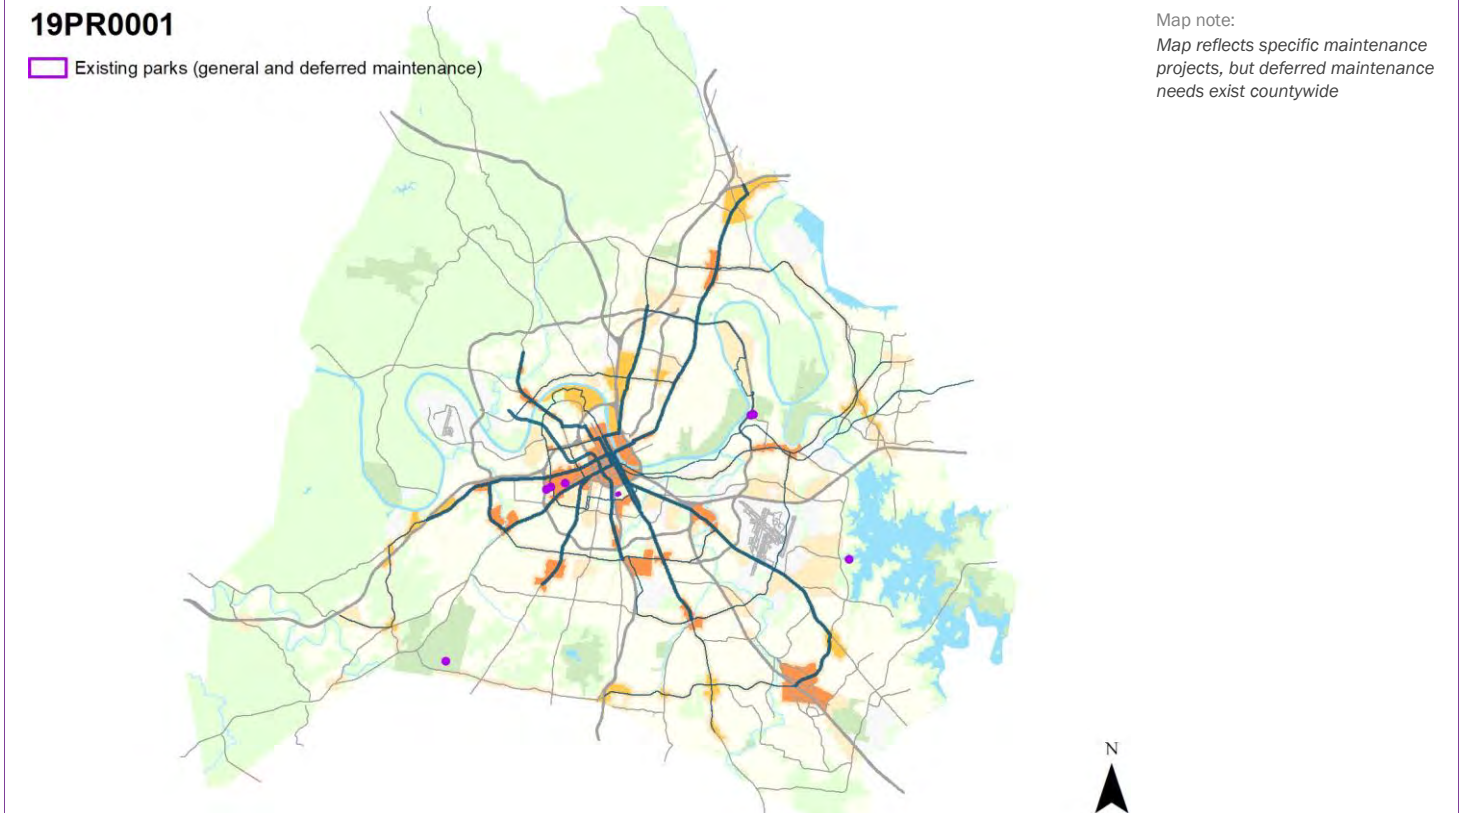 19PR0001
Existing parks (general and deferred maintenance)
Map note:
Map reflects specific maintenance
projects, but deferred maintenance
needs exist countywide
N